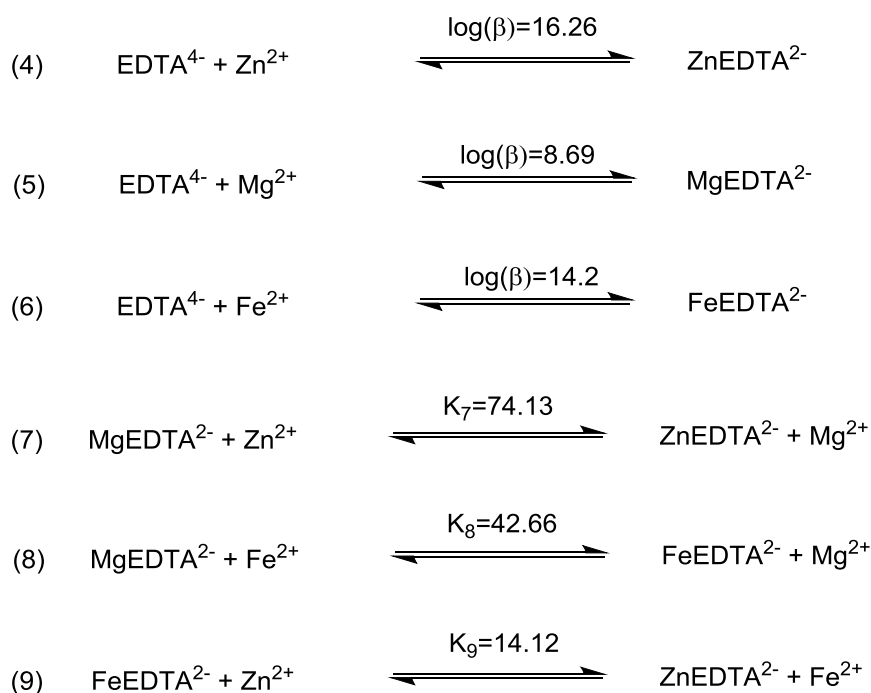 log(β)=16.26
(4) EDTA⁴⁻ + Zn²⁺ ZnEDTA²⁻
log(β)=8.69
(5) EDTA⁴⁻ + Mg²⁺ MgEDTA²⁻
log(β)=14.2
(6) EDTA⁴⁻ + Fe²⁺ FeEDTA²⁻
K₇=74.13
(7) MgEDTA²⁻ + Zn²⁺ ZnEDTA²⁻ + Mg²⁺
K₈=42.66
(8) MgEDTA²⁻ + Fe²⁺ FeEDTA²⁻ + Mg²⁺
K₉=14.12
(9) FeEDTA²⁻ + Zn²⁺ ZnEDTA²⁻ + Fe²⁺